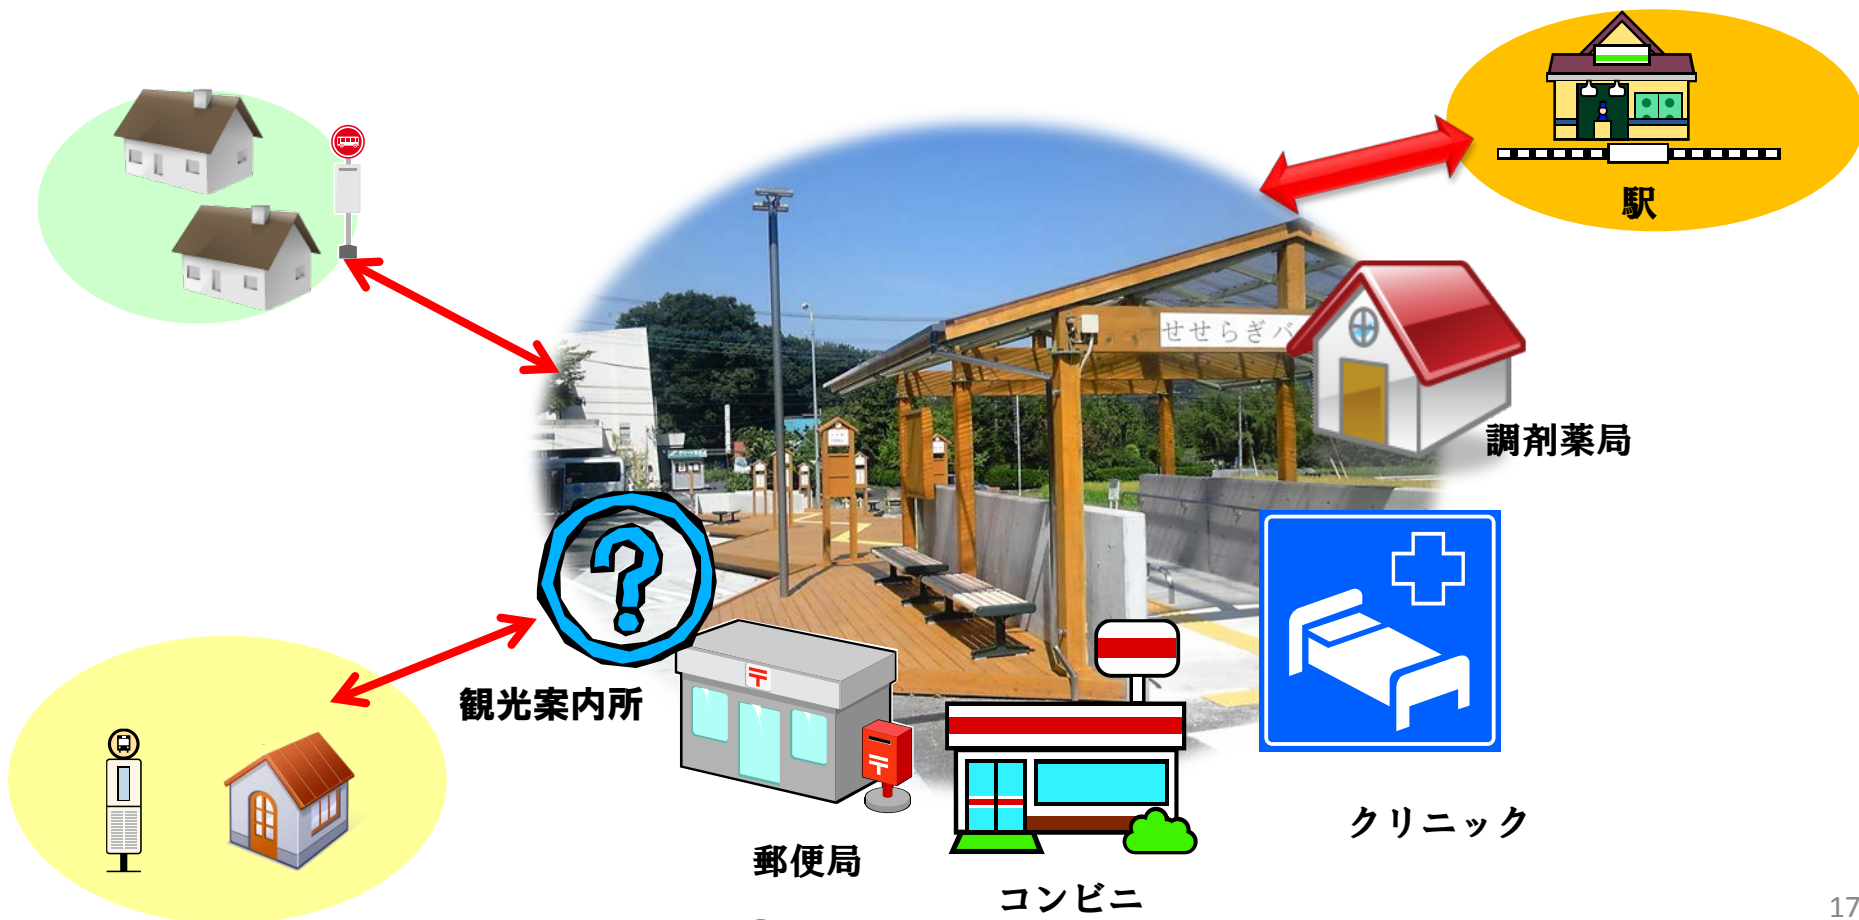 駅
せせらぎバ
調剤薬局
観光案内所
クリニック
郵便局
コンビニ
17